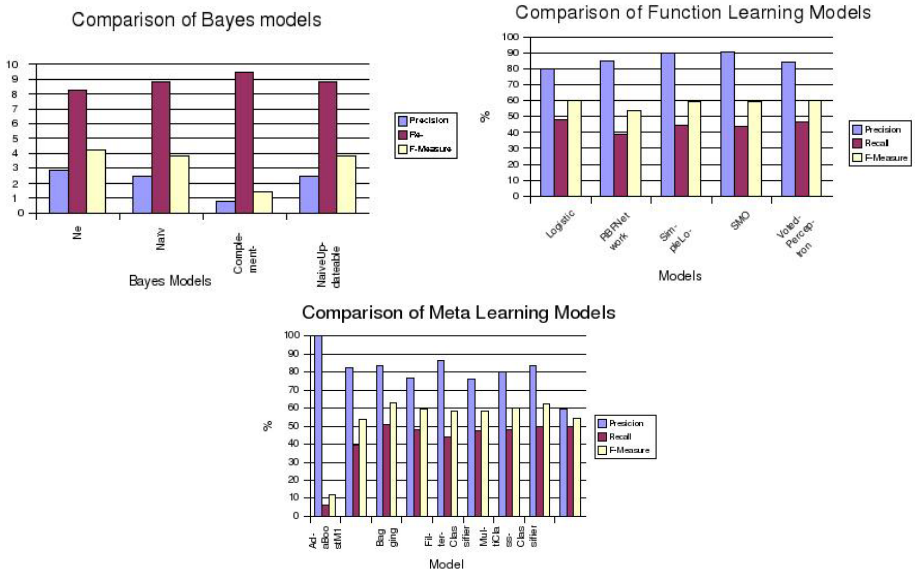 Comparison of Bayes models
10
9
8
7
6
5
4
3
2
1
0
Ne
Naïv
Comple-
ment-
NaiveUp-
dateable
Bayes Models
Precision
Re-
F-Measure
Comparison of Function Learning Models
100
90
80
70
60
50
40
30
20
10
0
%
Logistic
RBFNet
work
Sim-
pleLo-
SMO
Voted-
Percep-
tron
Models
Precision
Recall
F-Measure
Comparison of Meta Learning Models
100
90
80
70
60
50
40
30
20
10
0
%
Ad-
aBoo
stM1
Bag
ging
Fil-
ter-
Clas
sifier
Mul-
tiCla
ss-
Clas
sifier
Model
Presicion
Recall
F-Measure